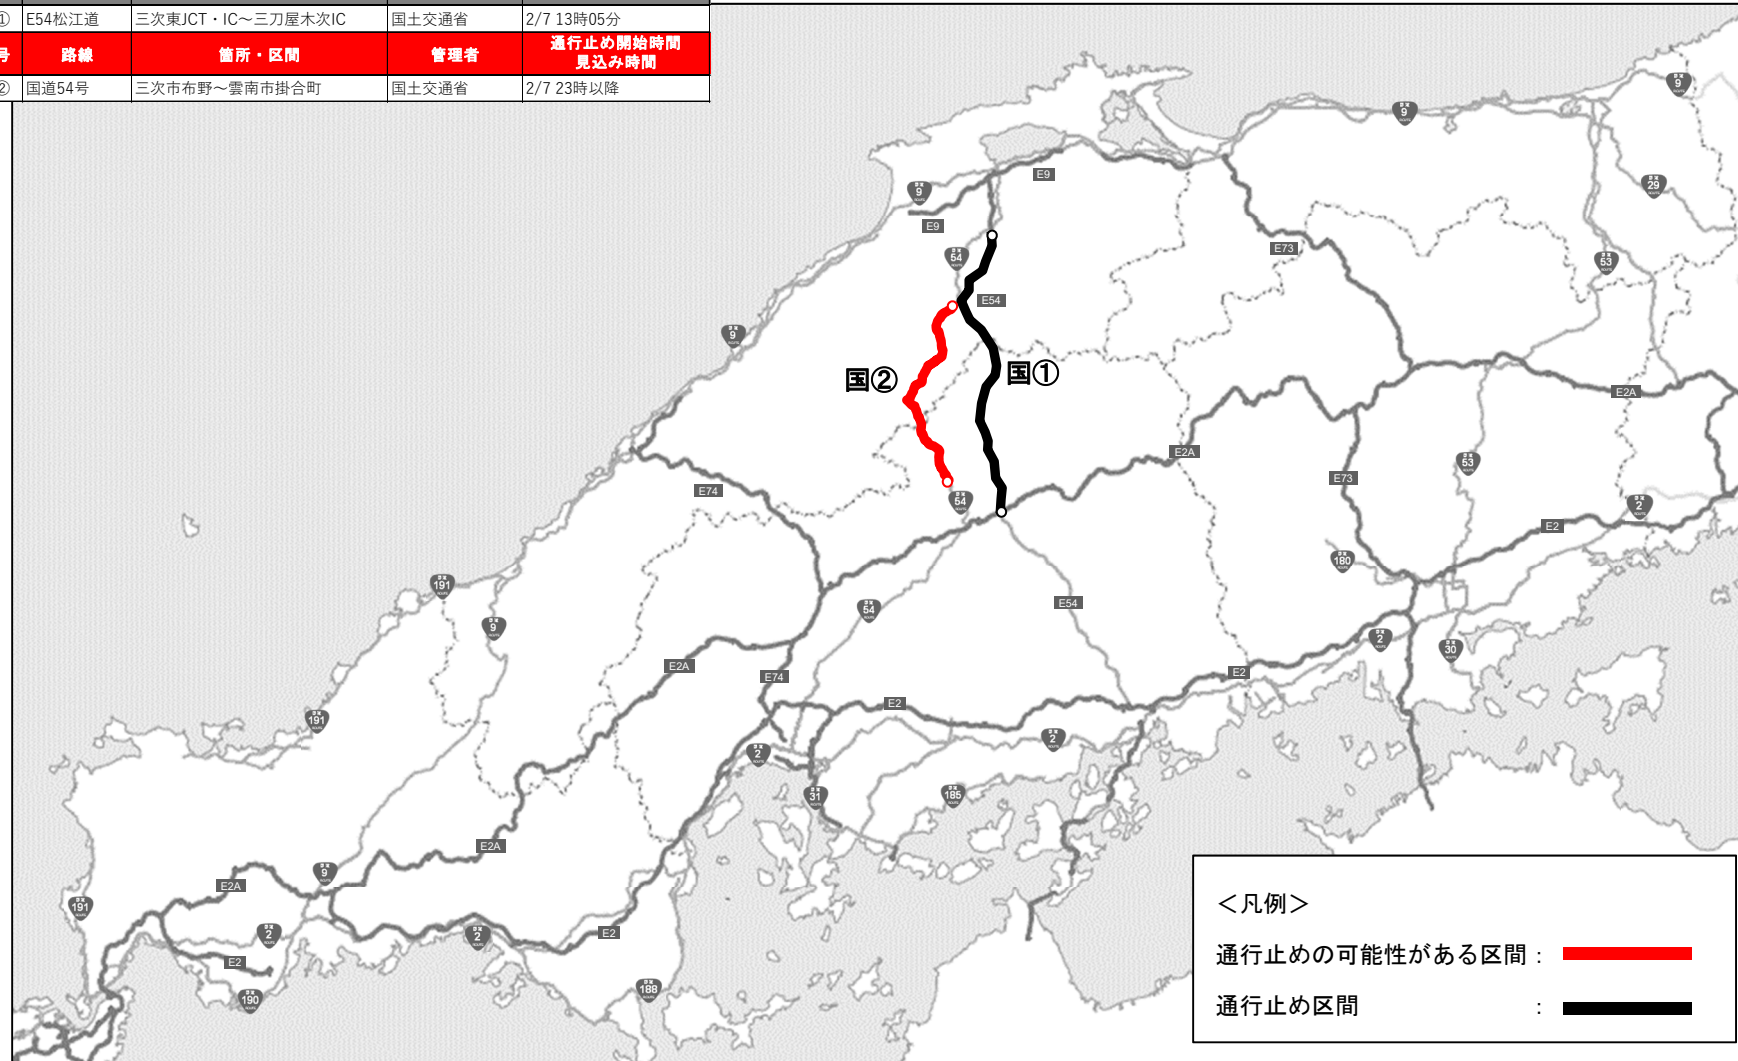 ① E54松江道 三次東JCT・IC～三刀屋木次IC 国土交通省 2/7 13時05分
号 路線 箇所・区間 管理者 通行止め開始時間
見込み時間
② 国道54号 三次市布野～雲南市掛合町 国土交通省 2/7 23時以降
9
9
E9
29
9
E9
E73
54
53
E54
9
国②
国①
E2A
E2A
53
E74
E73
54
2
E2
180
191
54
E54
9
2
30
E2A
E74
E2
E2
191
2
2
31
185
E2A
9
E2A
191
2
2
E2
E2
190
188
＜凡例＞
通行止めの可能性がある区間：
通行止め区間：